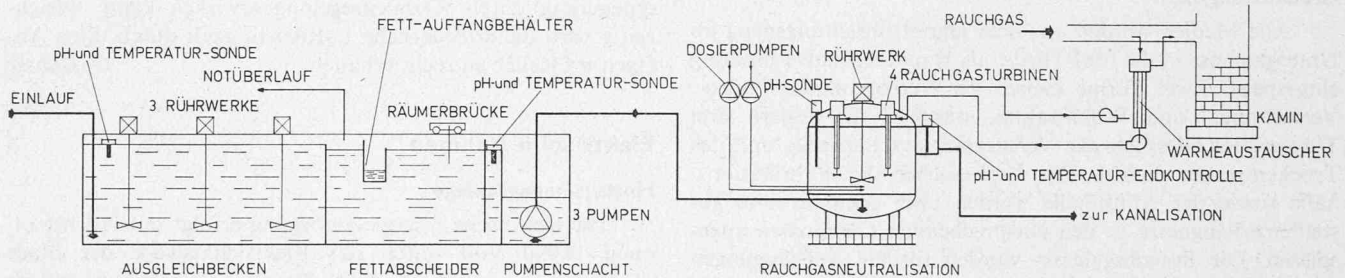 FETT-AUFFANGBEHÄLTER
pH-und TEMPERATUR-SONDE
NOTÜBERLAUF
pH-und TEMPERATUR-SONDE
EINLAUF
3 RÜHRWERKE
RÄUMERBRÜCKE
3 PUMPEN
AUSGLEICHBECKEN
FETTABSCHEIDER
PUMPENSCHACHT
RAUCHGAS
DOSIERPUMPEN
RÜHRWERK
4 RAUCHGASTURBINEN
pH-SONDE
KAMIN
WÄRMEAUSTAUSCHER
pH-und TEMPERATUR-ENDKONTROLLE
zur KANALISATION
RAUCHGASNEUTRALISATION